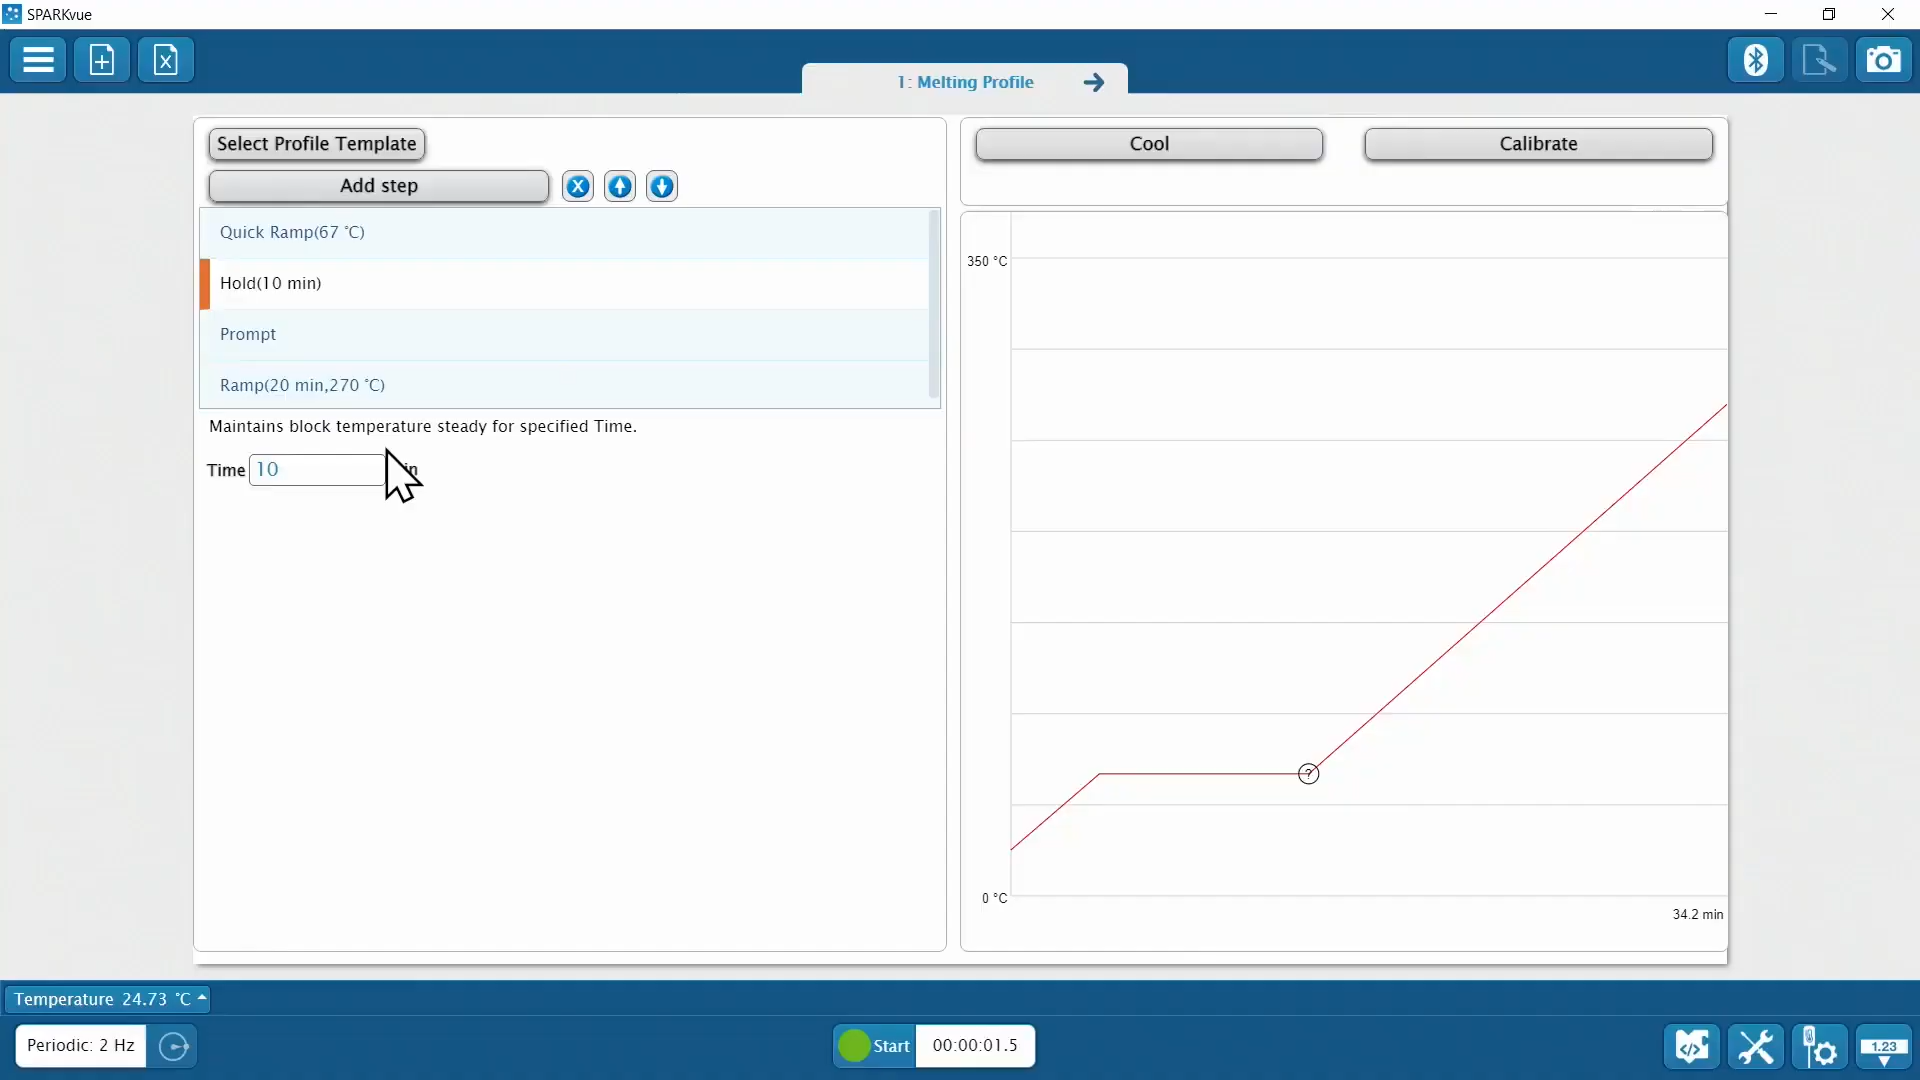 SPARKvue
1: Melting Profile
Select Profile Template
Add step
Quick Ramp(67 °C)
Hold(10 min)
Prompt
Ramp(20 min,270 °C)
Maintains block temperature steady for specified Time.
Time 10
Cool
Calibrate
350 °C
?
0 °C
34.2 min
Temperature 24.73 °C
Periodic: 2 Hz
Start 00:00:01.5
1.23